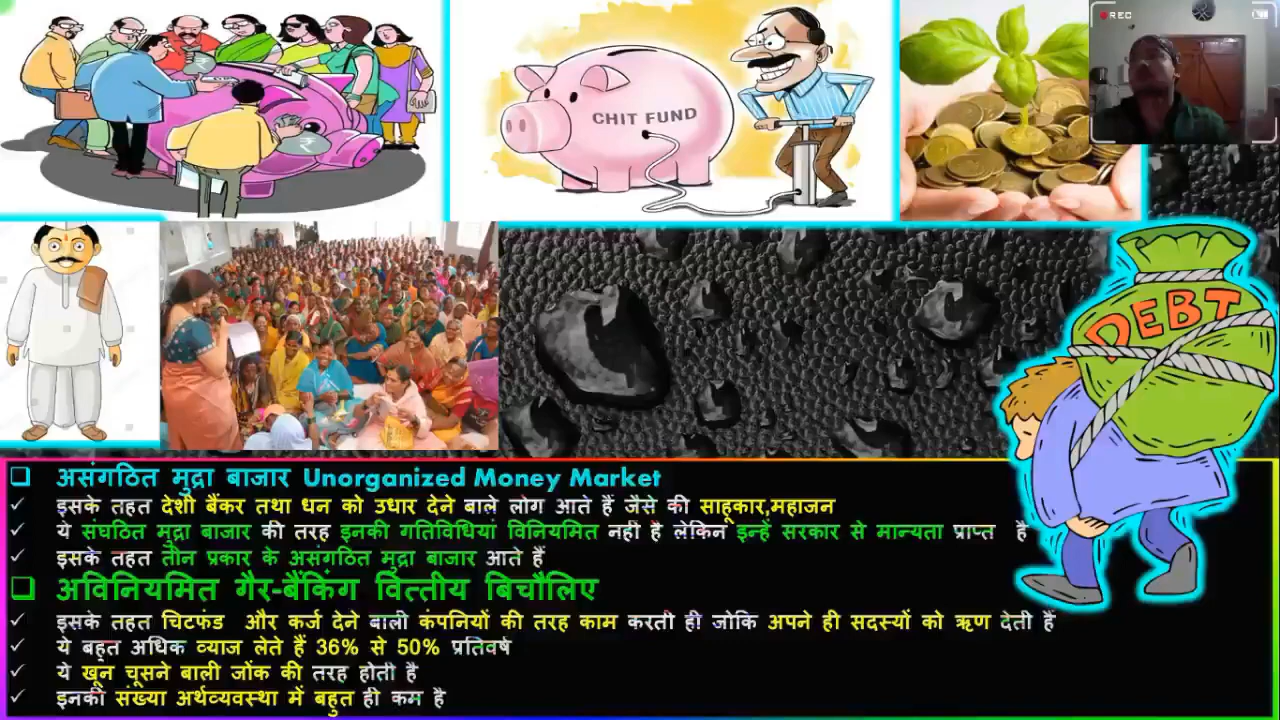 REC
CHIT FUND
DEBT
असंगठित मुद्रा बाजार Unorganized Money Market
इसके तहत देशी बैंकर तथा धन को उधार देने बाले लोग आते हैं जैसे की साहूकार,महाजन
ये संघठित मुद्रा बाजार की तरह इनकी गतिविधियां विनियमित नहीं है लेकिन इन्हें सरकार से मान्यता प्राप्त है
इसके तहत तीन प्रकार के असंगठित मुद्रा बाजार आते हैं
अविनियमित गैर-बैंकिंग वित्तीय बिचौलिए
इसके तहत चिटफंड और कर्ज देने बाली कंपनियों की तरह काम करती ही जोकि अपने ही सदस्यों को ऋण देती हैं
ये बहुत अधिक व्याज लेते हैं 36% से 50% प्रतिवर्ष
ये खून चूसने बाली जोंक की तरह होती है
इनकी संख्या अर्थव्यवस्था में बहुत ही कम है